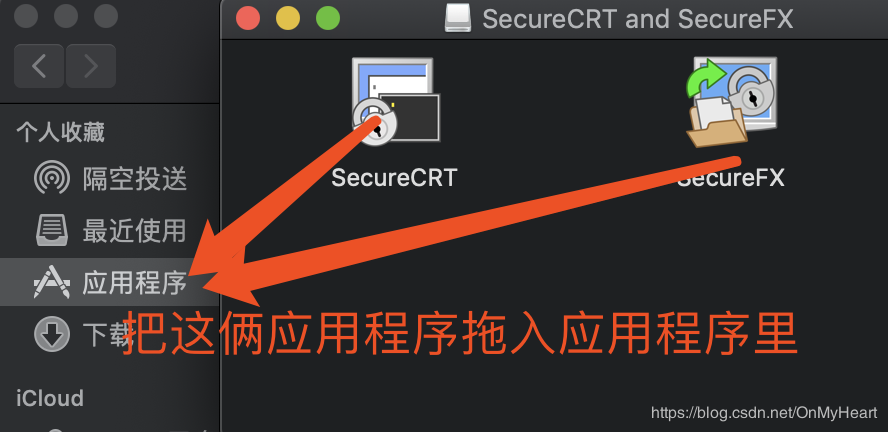 SecureCRT and SecureFX
个人收藏
隔空投送
最近使用
应用程序
下载
iCloud
SecureCRT
SecureFX
把这俩应用程序拖入应用程序里
https://blog.csdn.net/OnMyHeart